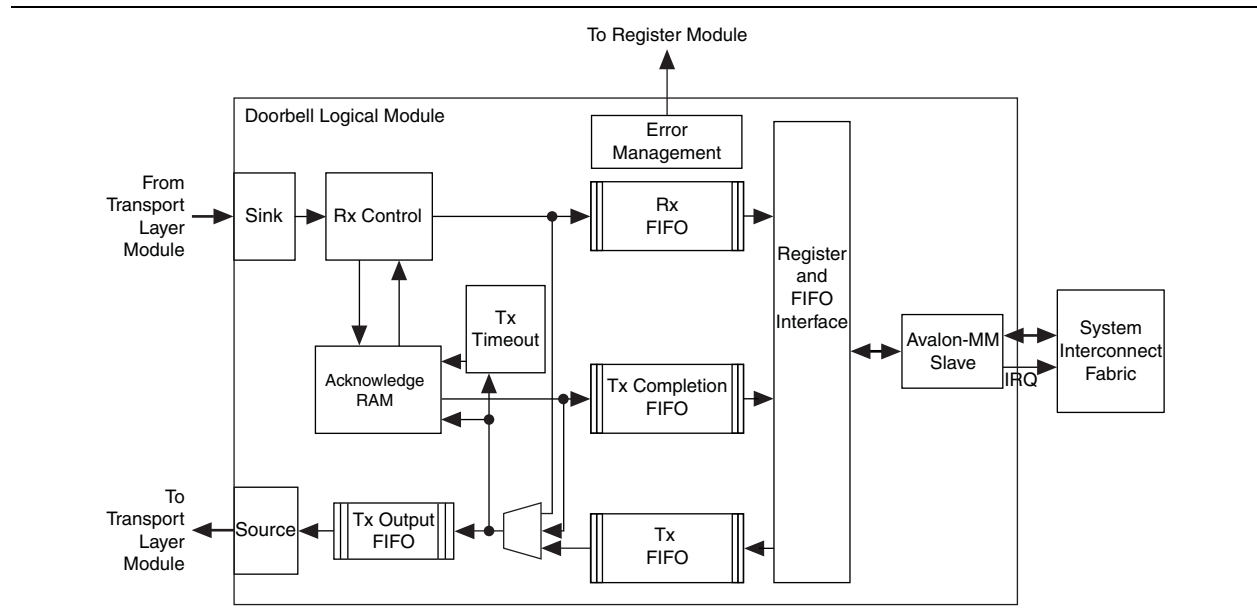 To Register Module
Doorbell Logical Module
Error
Management
From
Transport
Layer
Module
Sink
Rx Control
Rx
FIFO
Register
and
FIFO
Interface
Tx
Timeout
Acknowledge
RAM
Tx Completion
FIFO
Avalon-MM
Slave
IRQ
System
Interconnect
Fabric
To
Transport
Layer
Module
Source
Tx Output
FIFO
Tx
FIFO